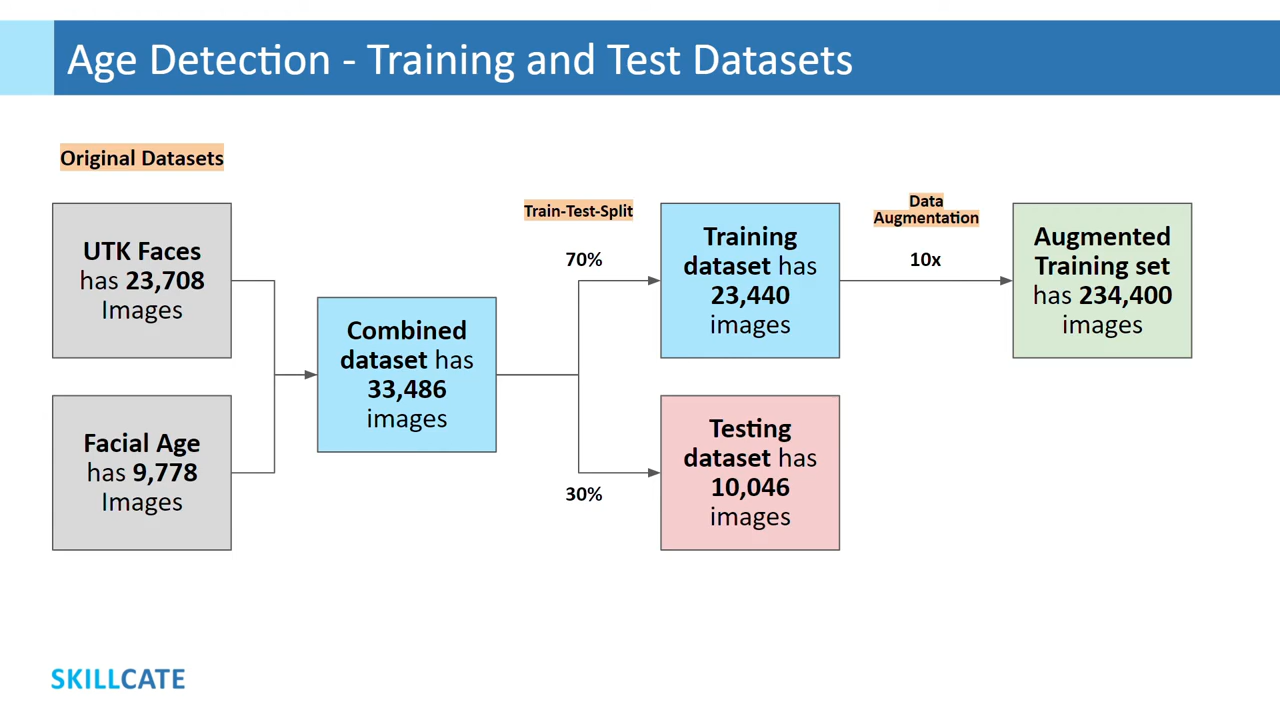 Age Detection - Training and Test Datasets
Original Datasets
UTK Faces
has 23,708
Images
Facial Age
has 9,778
Images
Combined
dataset has
33,486
images
Train-Test-Split
70%
30%
Training
dataset has
23,440
images
Testing
dataset has
10,046
images
Data
Augmentation
10x
Augmented
Training set
has 234,400
images
SKILLCATE